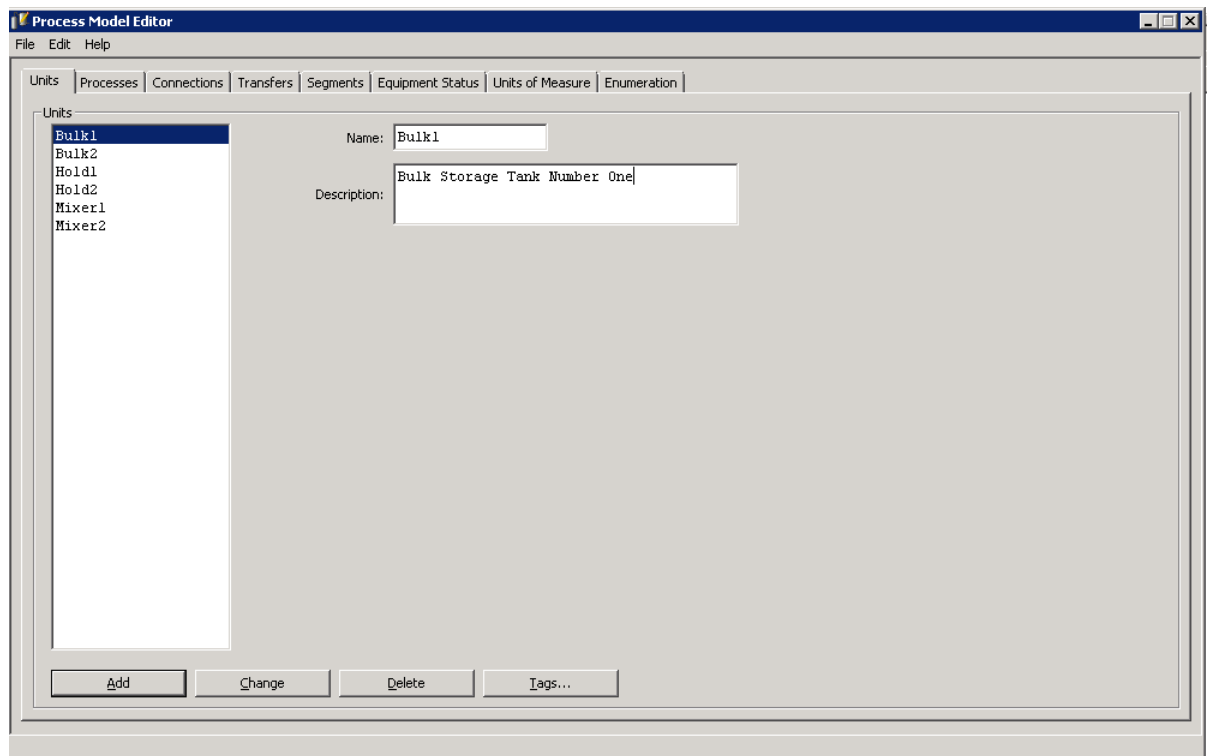 Process Model Editor
File Edit Help
Units Processes Connections Transfers Segments Equipment Status Units of Measure Enumeration
Units
Bulk1
Bulk2
Hold1
Hold2
Mixer1
Mixer2
Name: Bulk1
Description: Bulk Storage Tank Number One
Add Change Delete Tags...